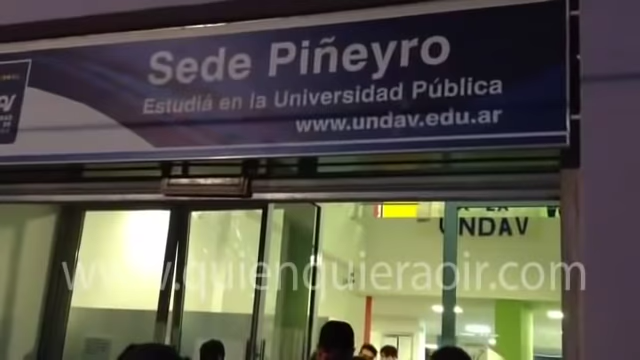 Sede Piñeyro
Estudiá en la Universidad Pública
www.undav.edu.ar
UNDAV
www.quienquieraoir.com